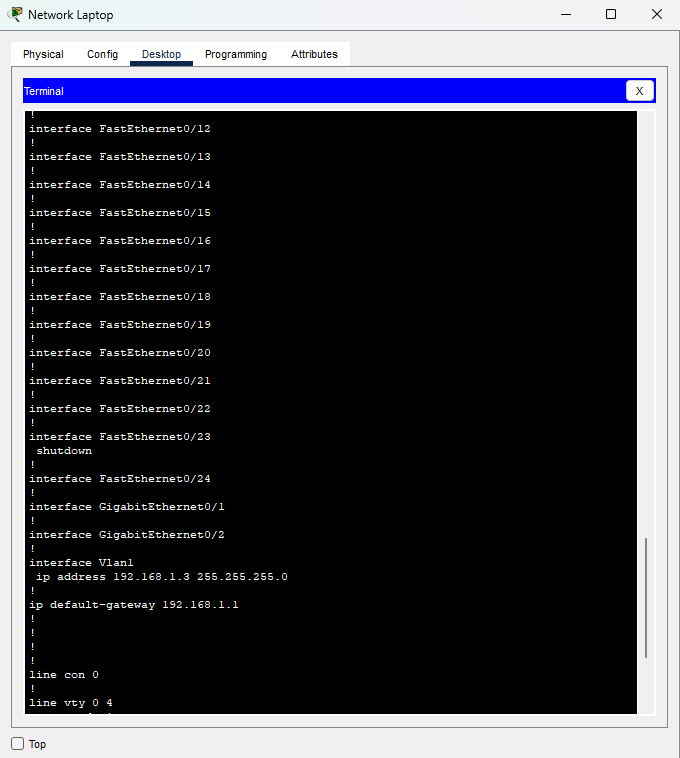 Network Laptop
Physical Config Desktop Programming Attributes
Terminal X
!
interface FastEthernet0/12
!
interface FastEthernet0/13
!
interface FastEthernet0/14
!
interface FastEthernet0/15
!
interface FastEthernet0/16
!
interface FastEthernet0/17
!
interface FastEthernet0/18
!
interface FastEthernet0/19
!
interface FastEthernet0/20
!
interface FastEthernet0/21
!
interface FastEthernet0/22
!
interface FastEthernet0/23
 shutdown
!
interface FastEthernet0/24
!
interface GigabitEthernet0/1
!
interface GigabitEthernet0/2
!
interface Vlan1
 ip address 192.168.1.3 255.255.255.0
!
ip default-gateway 192.168.1.1
!
!
!
!
line con 0
!
line vty 0 4
Top